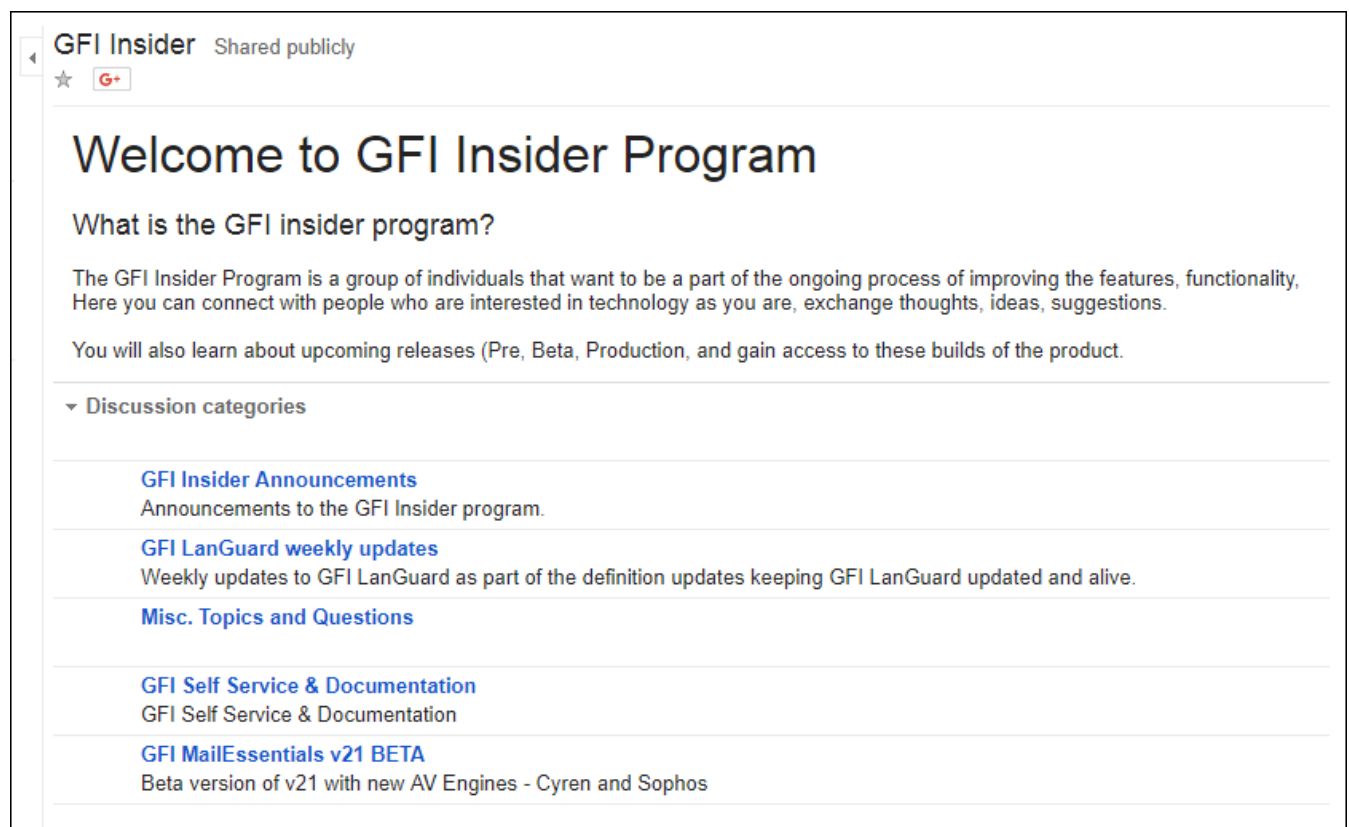 GFI Insider Shared publicly
G+
Welcome to GFI Insider Program
What is the GFI insider program?
The GFI Insider Program is a group of individuals that want to be a part of the ongoing process of improving the features, functionality,
Here you can connect with people who are interested in technology as you are, exchange thoughts, ideas, suggestions.
You will also learn about upcoming releases (Pre, Beta, Production, and gain access to these builds of the product.
Discussion categories
GFI Insider Announcements
Announcements to the GFI Insider program.
GFI LanGuard weekly updates
Weekly updates to GFI LanGuard as part of the definition updates keeping GFI LanGuard updated and alive.
Misc. Topics and Questions
GFI Self Service & Documentation
GFI Self Service & Documentation
GFI MailEssentials v21 BETA
Beta version of v21 with new AV Engines - Cyren and Sophos